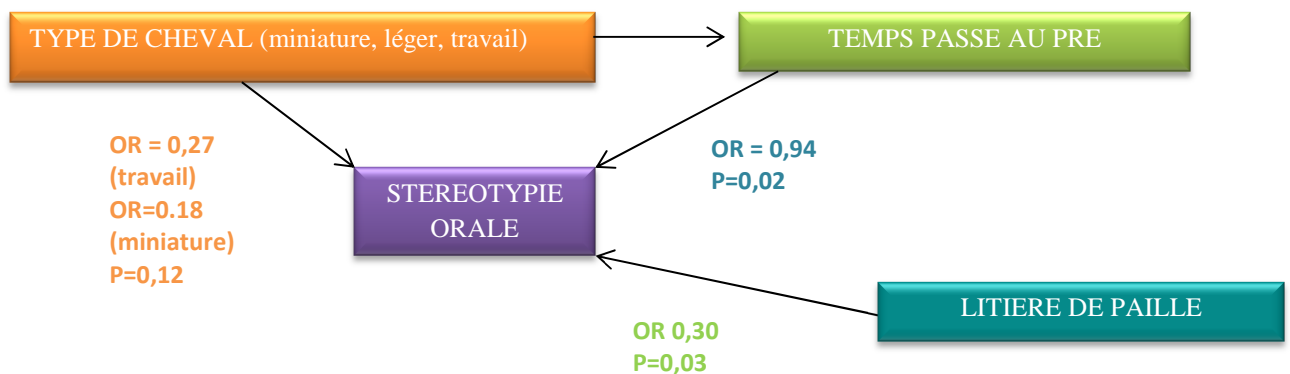 TYPE DE CHEVAL (miniature, léger, travail)
TEMPS PASSE AU PRE
OR = 0,27
(travail)
OR=0.18
(miniature)
P=0,12
OR = 0,94
P=0,02
STEREOTYPIE
ORALE
LITIERE DE PAILLE
OR 0,30
P=0,03